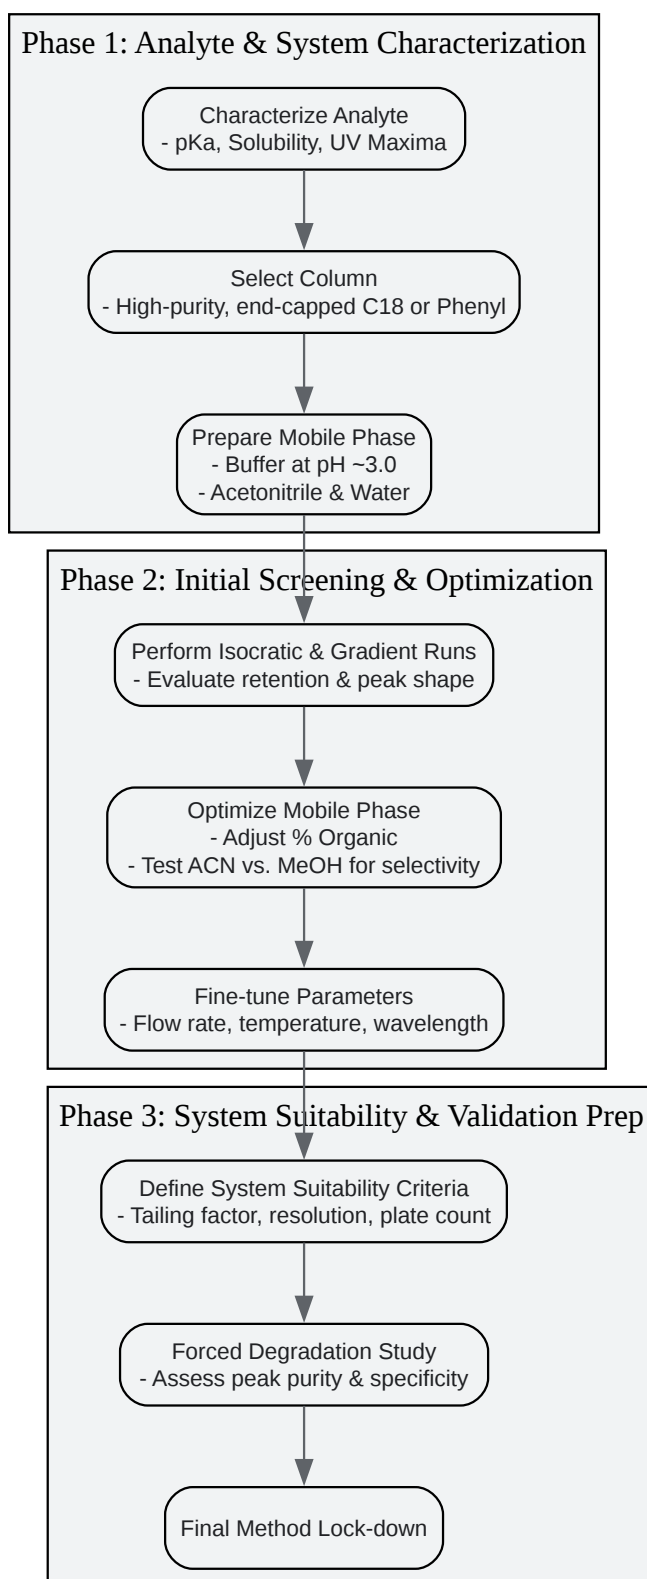 Phase 1: Analyte & System Characterization
Characterize Analyte
- pKa, Solubility, UV Maxima
Select Column
- High-purity, end-capped C18 or Phenyl
Prepare Mobile Phase
- Buffer at pH ~3.0
- Acetonitrile & Water
Phase 2: Initial Screening & Optimization
Perform Isocratic & Gradient Runs
- Evaluate retention & peak shape
Optimize Mobile Phase
- Adjust % Organic
- Test ACN vs. MeOH for selectivity
Fine-tune Parameters
- Flow rate, temperature, wavelength
Phase 3: System Suitability & Validation Prep
Define System Suitability Criteria
- Tailing factor, resolution, plate count
Forced Degradation Study
- Assess peak purity & specificity
Final Method Lock-down